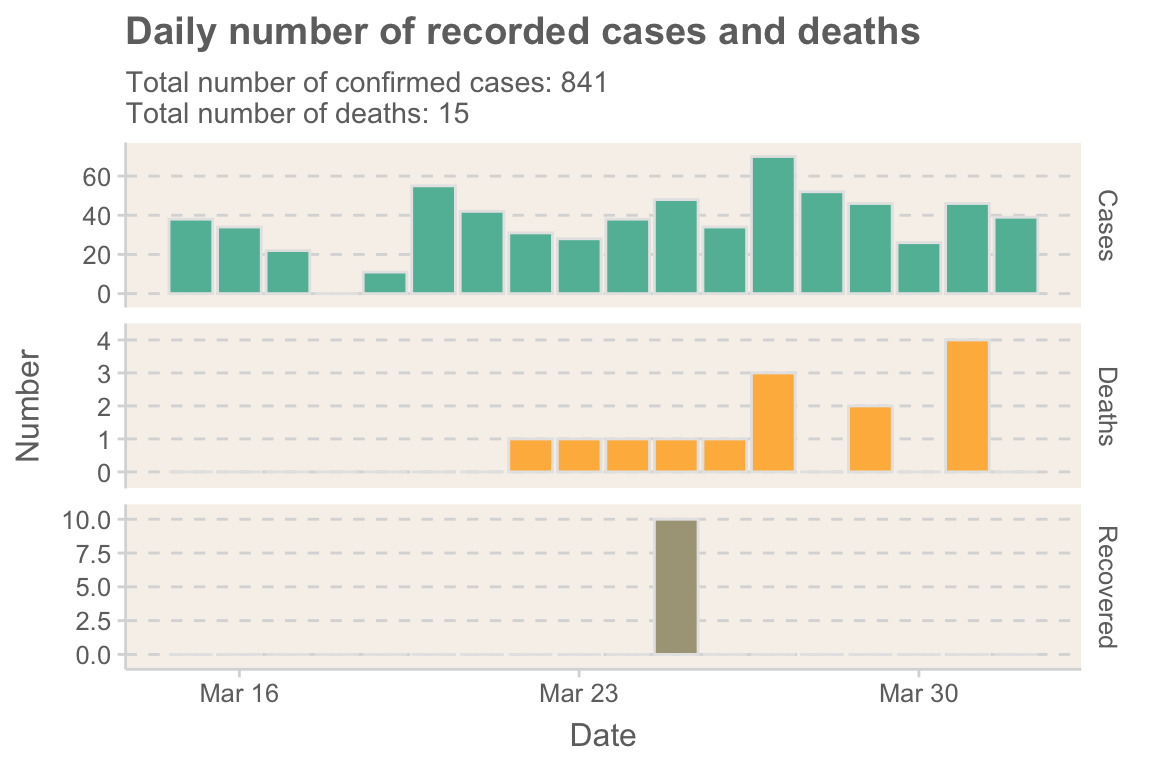 Daily number of recorded cases and deaths
Total number of confirmed cases: 841
Total number of deaths: 15
60
40
20
0
Cases
4
3
2
1
0
Deaths
10.0
7.5
5.0
2.5
0.0
Recovered
Number
Mar 16
Mar 23
Mar 30
Date